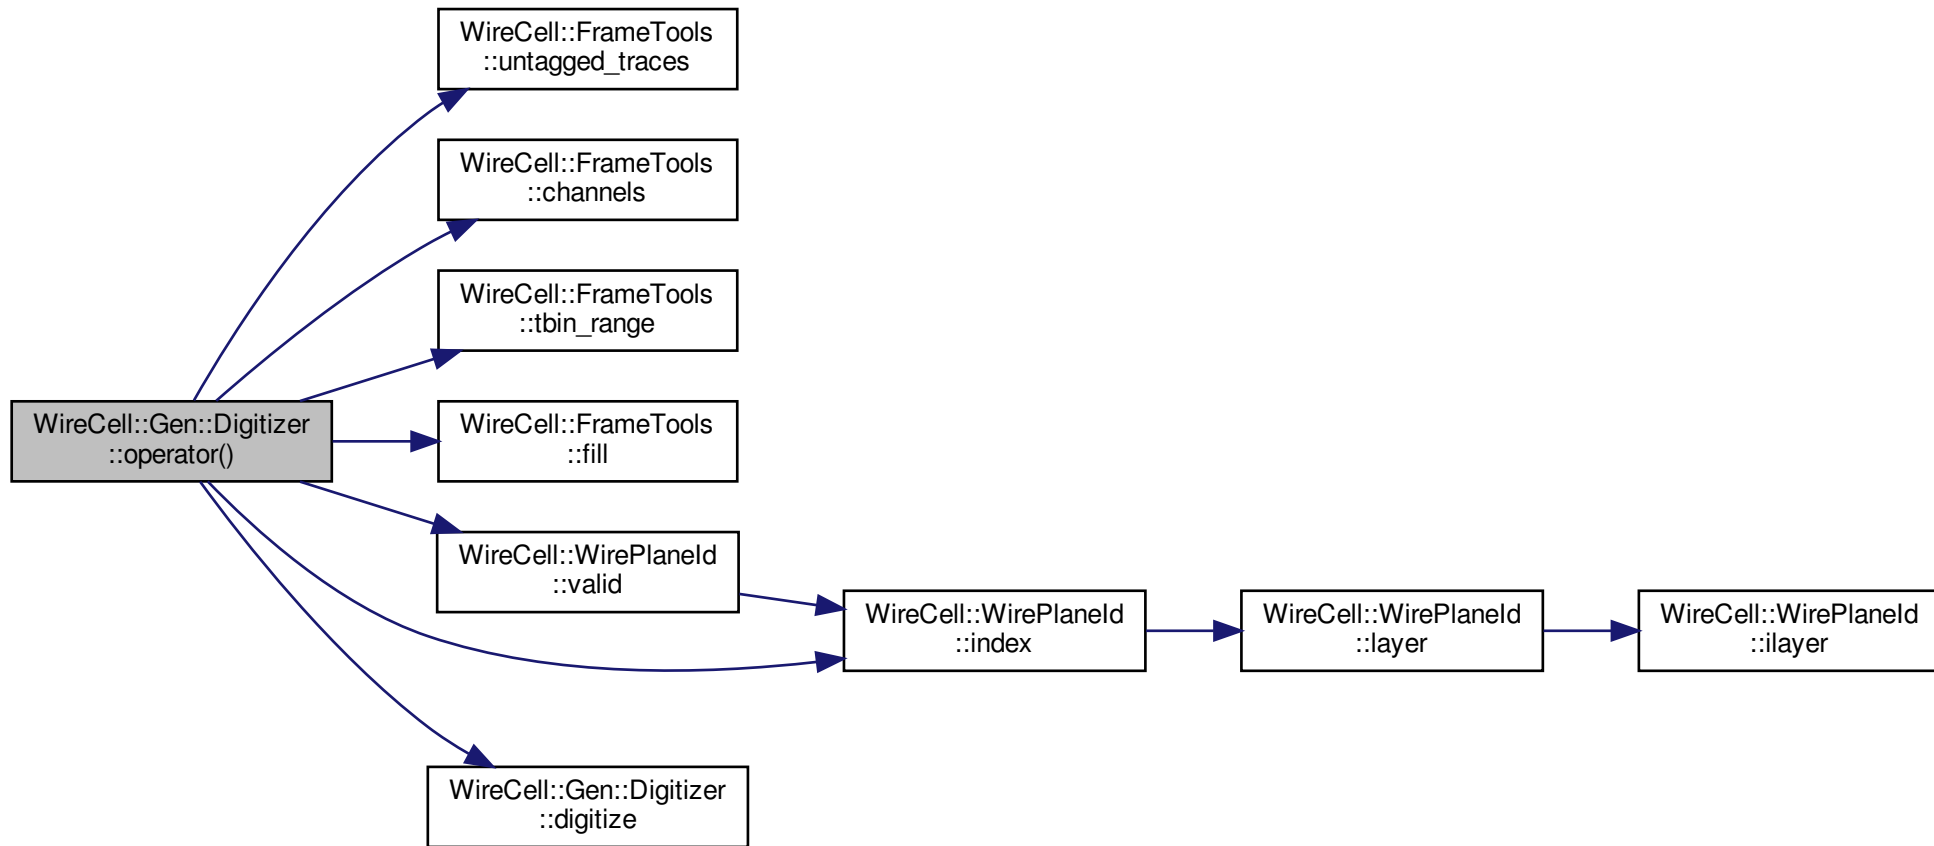 WireCell::FrameTools
::untagged_traces
WireCell::FrameTools
::channels
WireCell::FrameTools
::tbin_range
WireCell::Gen::Digitizer
::operator()
WireCell::FrameTools
::fill
WireCell::WirePlaneId
::valid
WireCell::WirePlaneId
::index
WireCell::WirePlaneId
::layer
WireCell::WirePlaneId
::ilayer
WireCell::Gen::Digitizer
::digitize